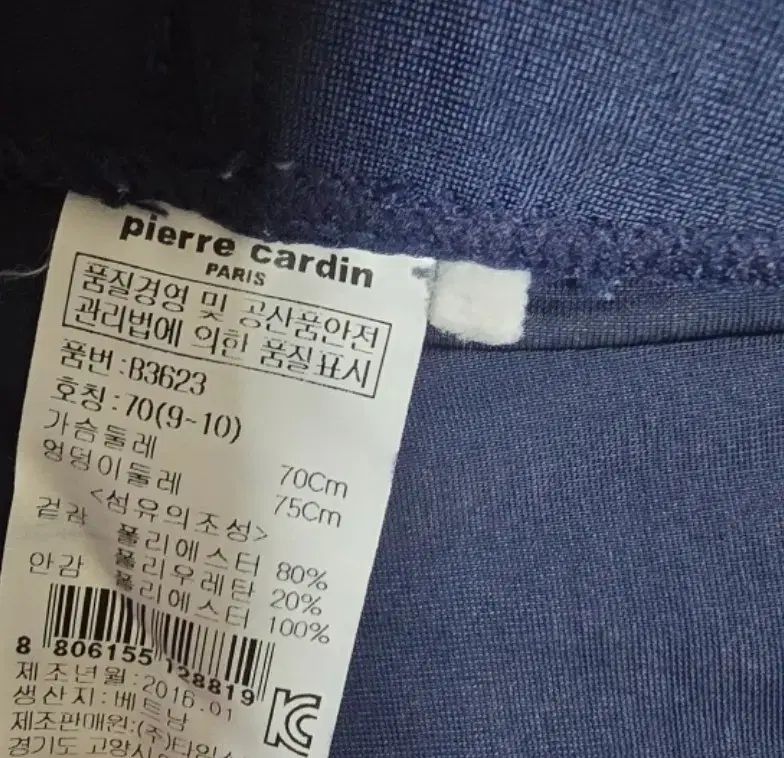 pierre cardin
PARIS
품질경영 및 공산품안전
관리법에 의한 품질표시
품번 : B3623
호칭 : 70(9~10)
가슴둘레 70Cm
엉덩이둘레 75Cm
<섬유의조성>
겉감 폴리에스터 80%
폴리우레탄 20%
안감 폴리에스터 100%
8 806155 128819
제조년월 : 2016.01
생산지 : 베트남
제조판매원 : (주)타임
경기도 고양시